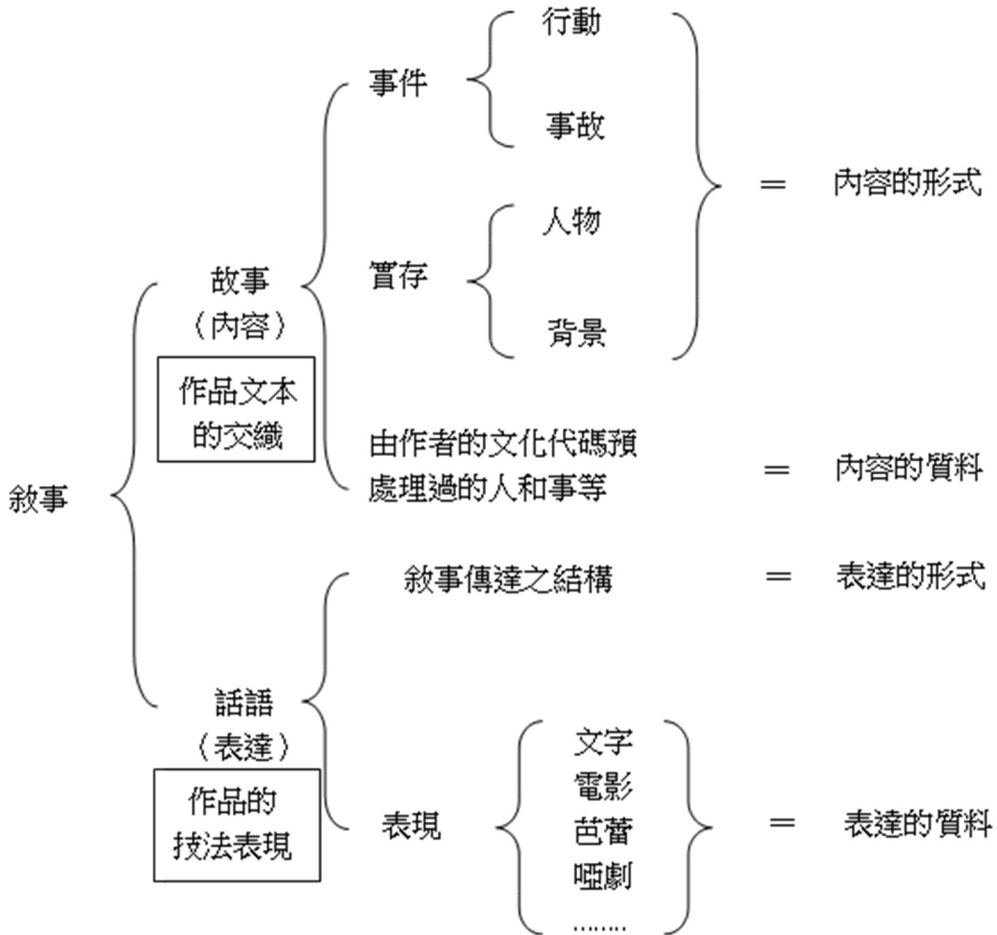 敘事
故事
（內容）
作品文本
的交織
事件
行動
事故
實存
人物
背景
＝ 內容的形式
由作者的文化代碼預
處理過的人和事等
＝ 內容的質料
話語
（表達）
作品的
技法表現
敘事傳達之結構
＝ 表達的形式
表現
文字
電影
芭蕾
啞劇
........
＝ 表達的質料